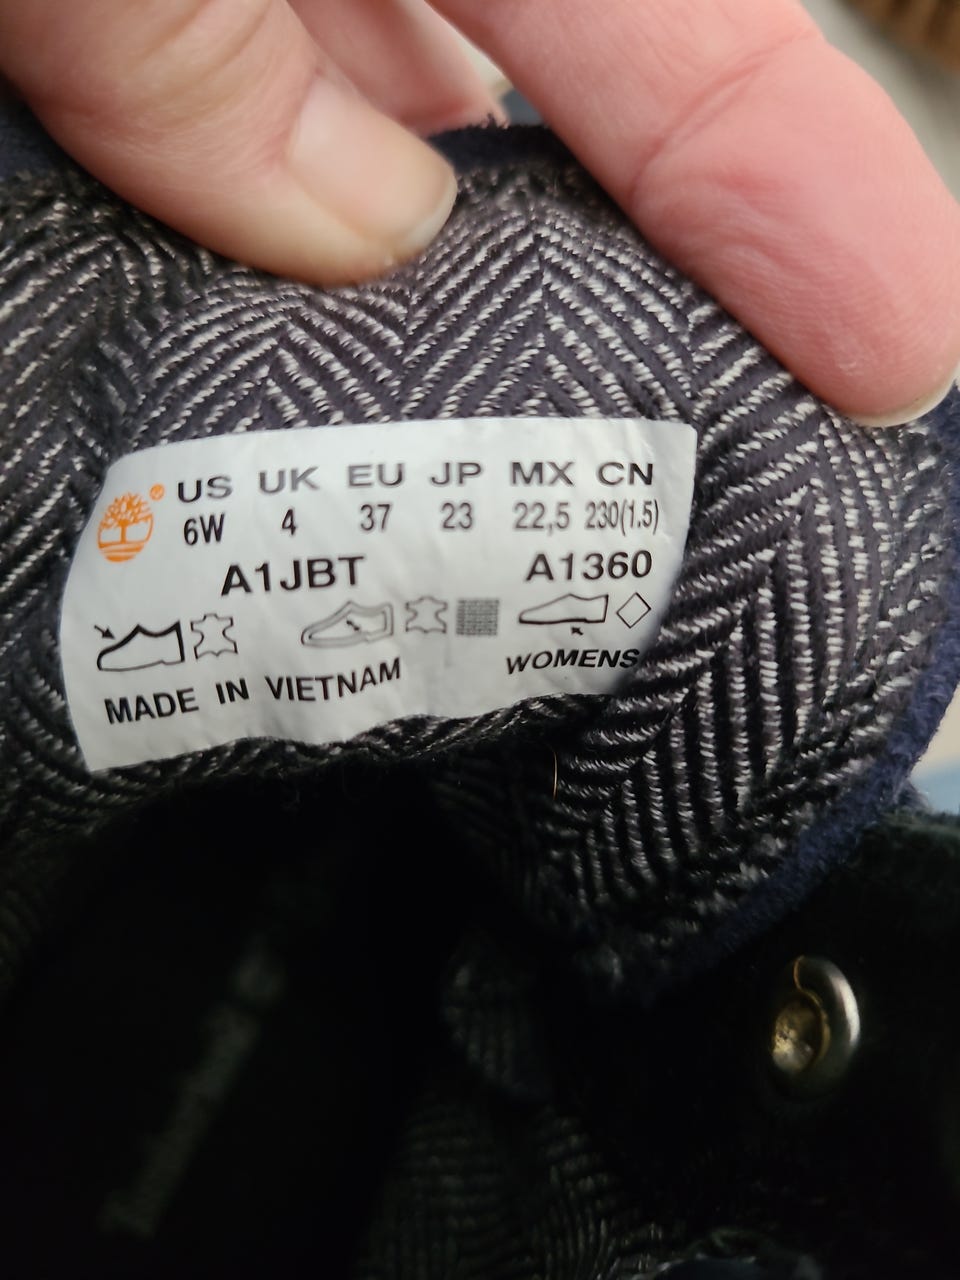 US UK EU JP MX CN
6W 4 37 23 22,5 230(1.5)
A1JBT A1360
MADE IN VIETNAM WOMENS
®